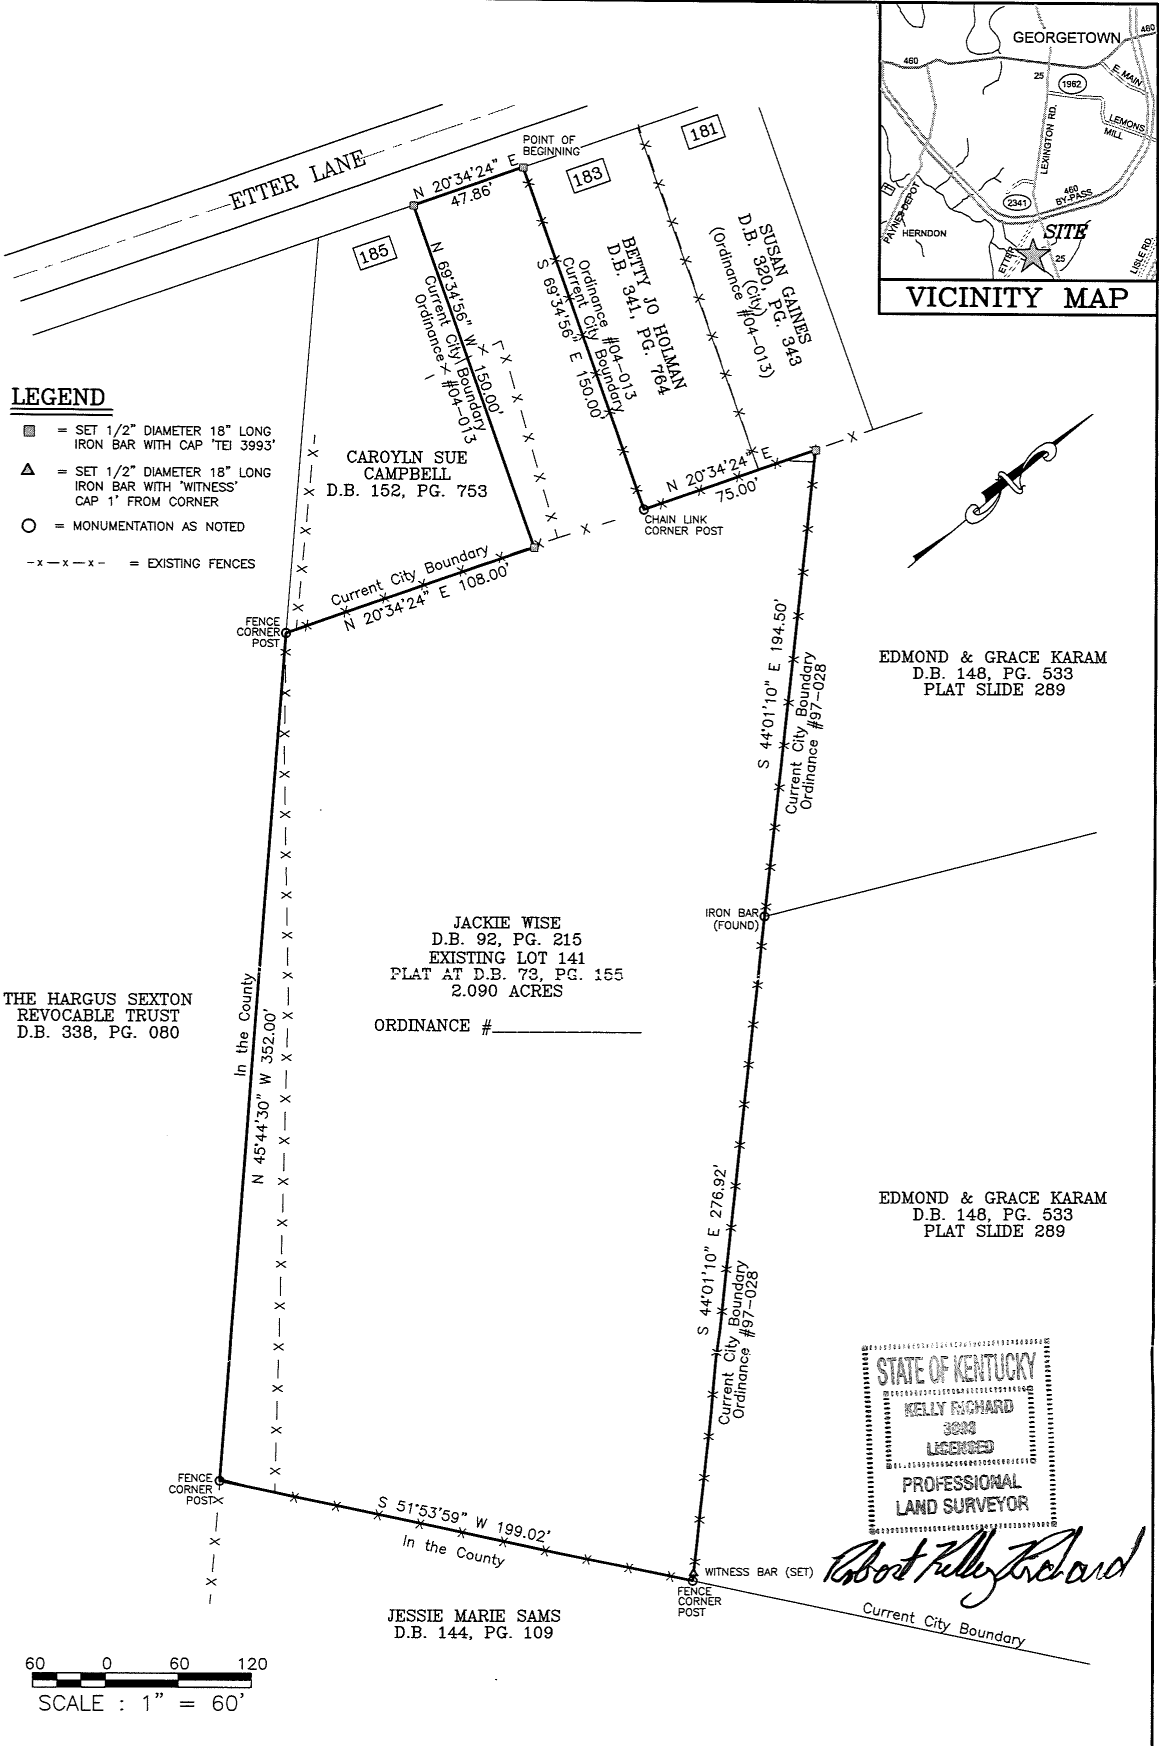 GEORGETOWN
460
460
25
1962
E. MAIN
LEMONS
MILL
LEXINGTON RD.
460
BY-PASS
2341
PAYNES DEPOT
HERNDON
SITE
ETTER
25
LISLE RD.
VICINITY MAP
ETTER LANE
POINT OF
BEGINNING
N 20°34'24" E
47.86'
181
183
185
SUSAN GAINES
D.B. 320, PG. 343
(City)
(Ordinance #04-013)
BETTY JO HOLMAN
D.B. 341, PG. 764
Ordinance #04-013
Current City Boundary
S 69°34'56" E 150.00'
N 69°34'56" W 150.00'
Current City Boundary
Ordinance #04-013
LEGEND
= SET 1/2" DIAMETER 18" LONG
IRON BAR WITH CAP 'TEI 3993'
= SET 1/2" DIAMETER 18" LONG
IRON BAR WITH 'WITNESS'
CAP 1' FROM CORNER
= MONUMENTATION AS NOTED
-x—x—x- = EXISTING FENCES
CAROYLN SUE
CAMPBELL
D.B. 152, PG. 753
N 20°34'24" E
75.00'
CHAIN LINK
CORNER POST
Current City Boundary
N 20°34'24" E 108.00'
FENCE
CORNER
POST
S 44°01'10" E 194.50'
Current City Boundary
Ordinance #97-028
EDMOND & GRACE KARAM
D.B. 148, PG. 533
PLAT SLIDE 289
IRON BAR
(FOUND)
JACKIE WISE
D.B. 92, PG. 215
EXISTING LOT 141
PLAT AT D.B. 73, PG. 155
2.090 ACRES
ORDINANCE #
THE HARGUS SEXTON
REVOCABLE TRUST
D.B. 338, PG. 080
In the County
N 45°44'30" W 352.00'
S 44°01'10" E 276.92'
Current City Boundary
Ordinance #97-028
EDMOND & GRACE KARAM
D.B. 148, PG. 533
PLAT SLIDE 289
STATE OF KENTUCKY
KELLY RICHARD
3993
LICENSED
PROFESSIONAL
LAND SURVEYOR
Robert Kelly Richard
FENCE
CORNER
POST
S 51°53'59" W 199.02'
In the County
WITNESS BAR (SET)
FENCE
CORNER
POST
Current City Boundary
JESSIE MARIE SAMS
D.B. 144, PG. 109
60 0 60 120
SCALE : 1" = 60'